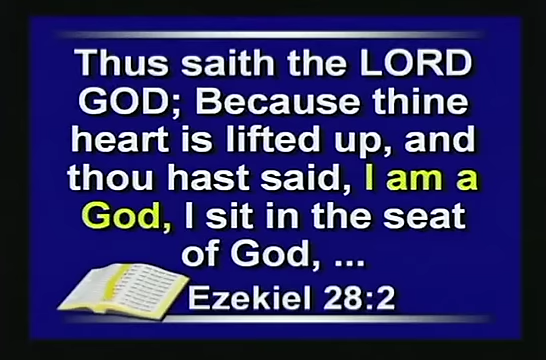 Thus saith the LORD
GOD; Because thine
heart is lifted up, and
thou hast said, I am a
God, I sit in the seat
of God, ...
Ezekiel 28:2